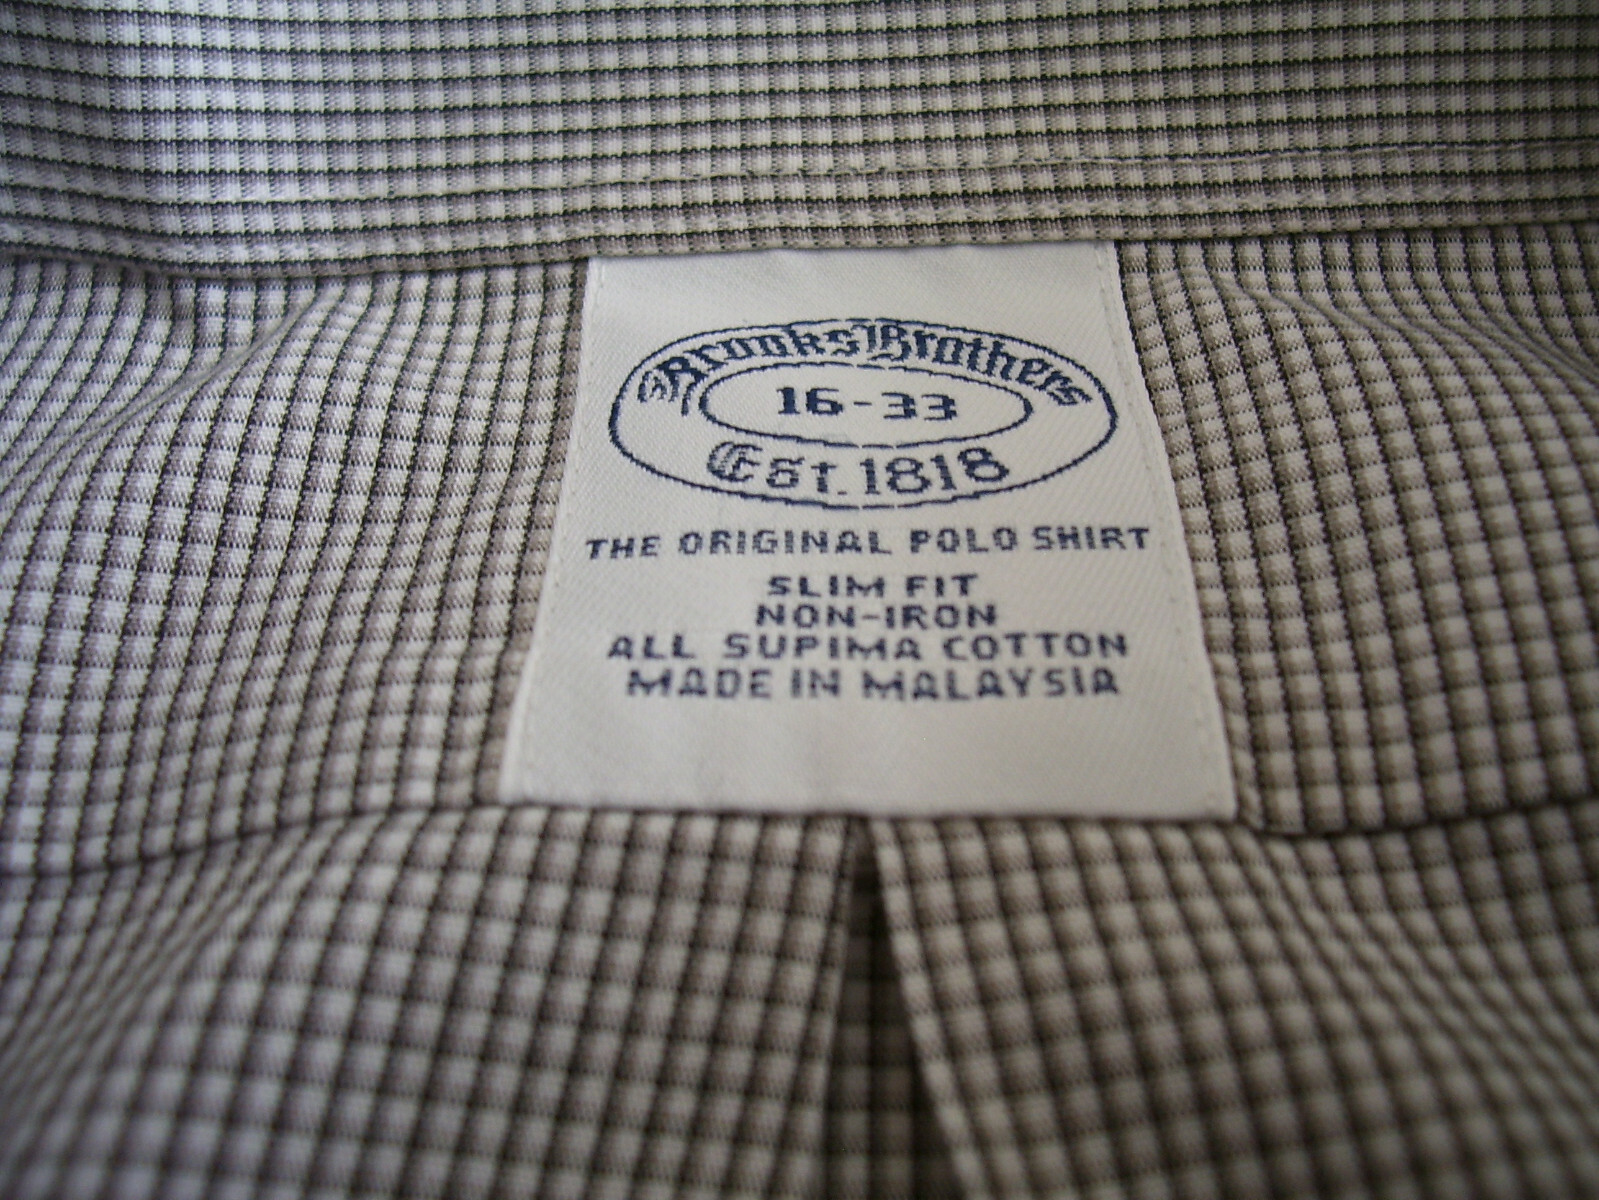 Brooks Brothers
16-33
Est. 1818
THE ORIGINAL POLO SHIRT
SLIM FIT
NON-IRON
ALL SUPIMA COTTON
MADE IN MALAYSIA